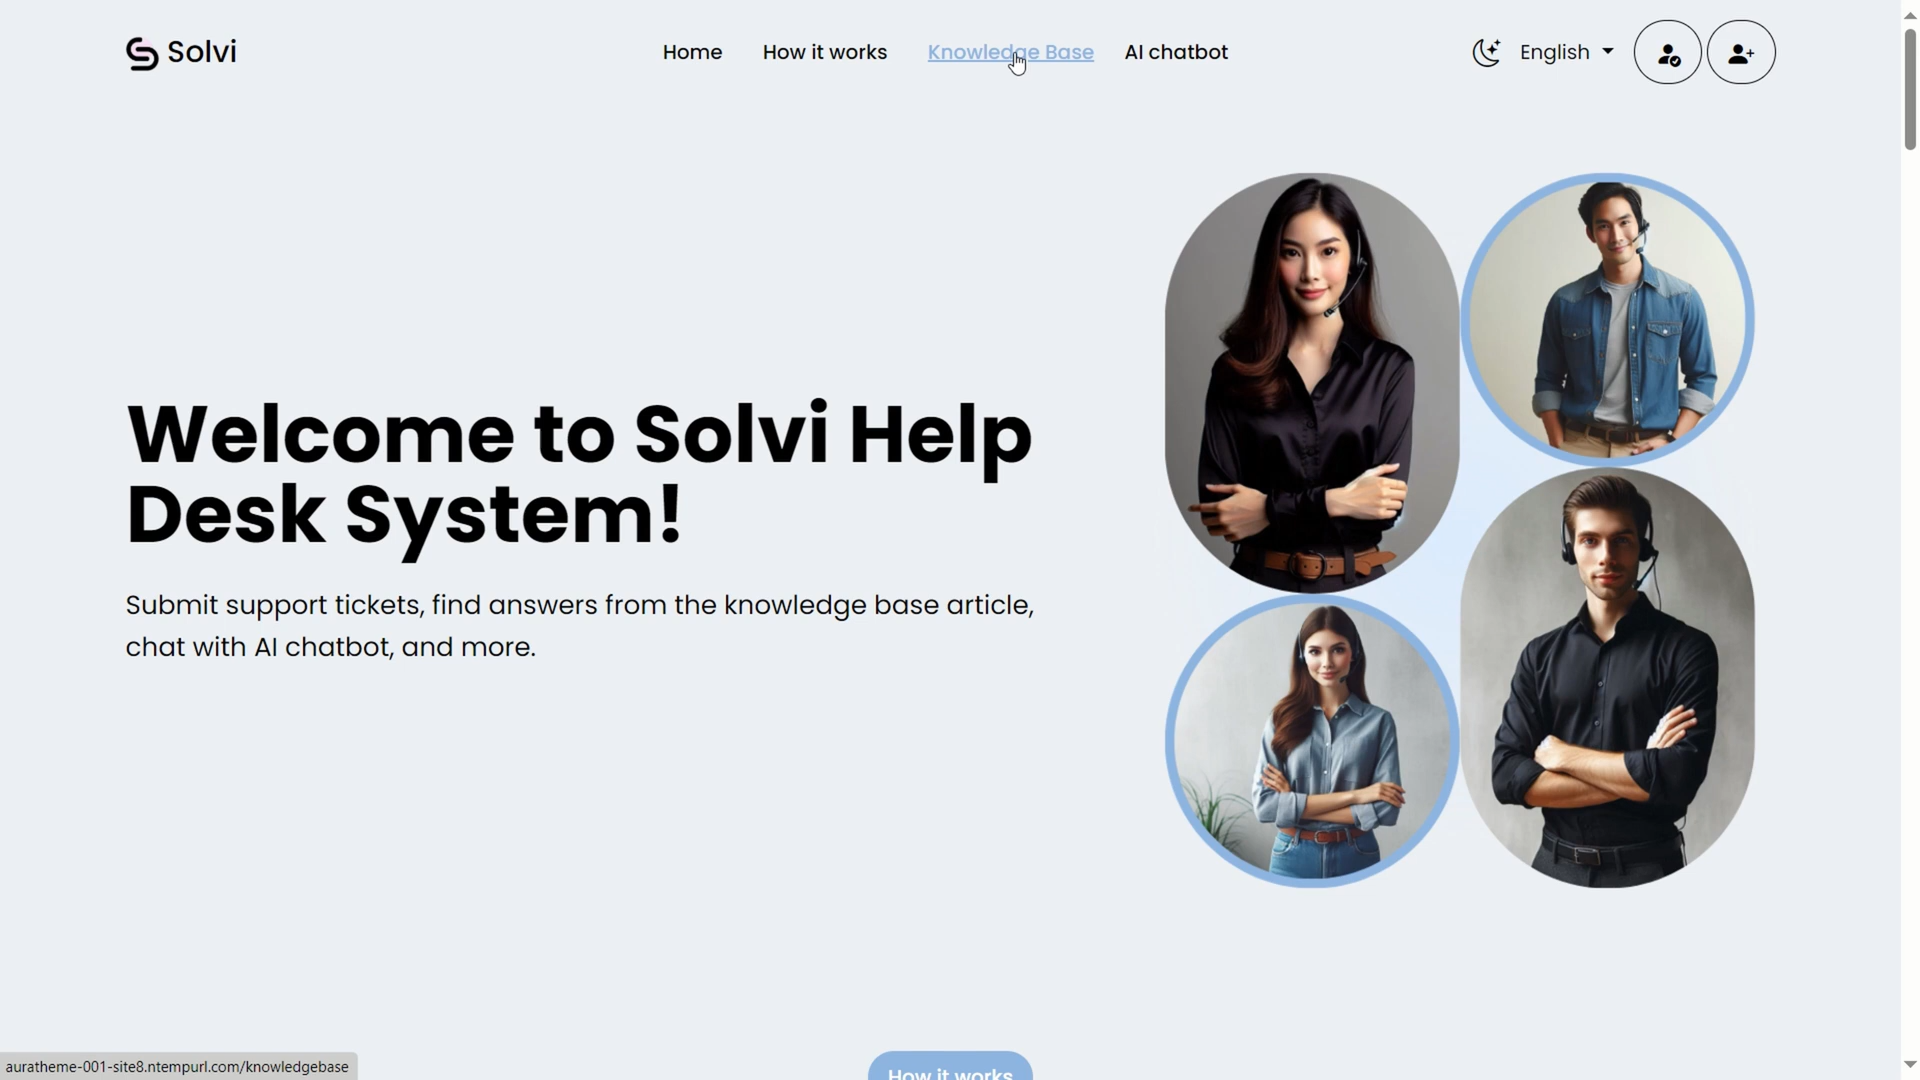 Solvi
Home
How it works
Knowledge Base
AI chatbot
English
Welcome to Solvi Help
Desk System!
Submit support tickets, find answers from the knowledge base article,
chat with AI chatbot, and more.
How it works
auratheme-001-site8.ntempurl.com/knowledgebase